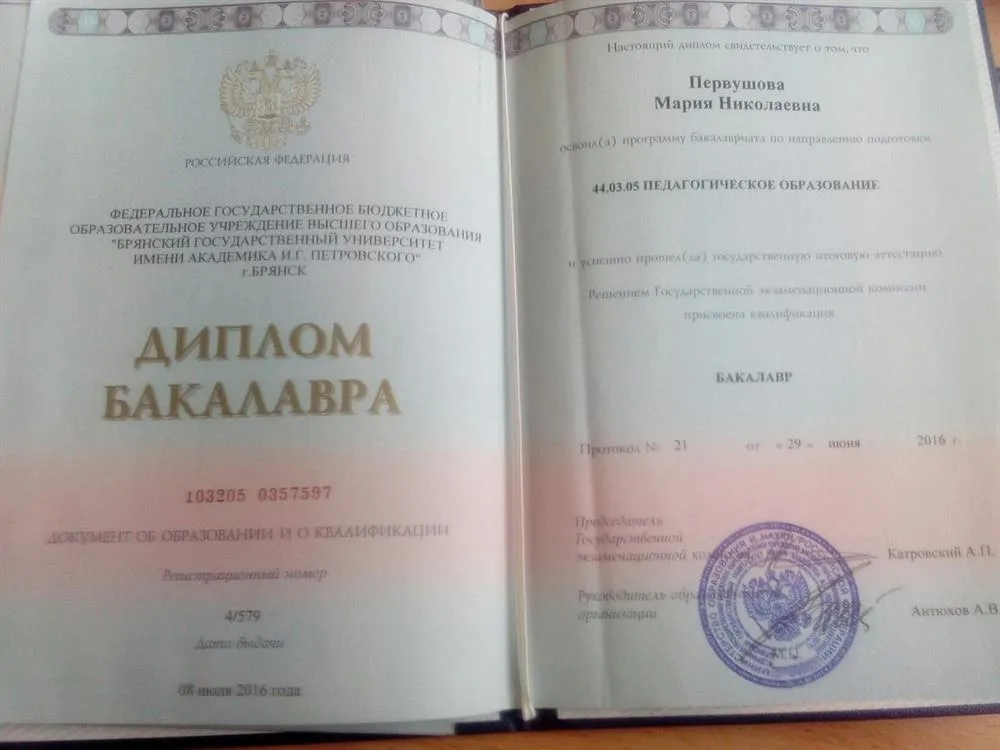 РОССИЙСКАЯ ФЕДЕРАЦИЯ
ФЕДЕРАЛЬНОЕ ГОСУДАРСТВЕННОЕ БЮДЖЕТНОЕ
ОБРАЗОВАТЕЛЬНОЕ УЧРЕЖДЕНИЕ ВЫСШЕГО ОБРАЗОВАНИЯ
"БРЯНСКИЙ ГОСУДАРСТВЕННЫЙ УНИВЕРСИТЕТ
ИМЕНИ АКАДЕМИКА И.Г. ПЕТРОВСКОГО"
г.БРЯНСК
ДИПЛОМ
БАКАЛАВРА
103205 0357597
ДОКУМЕНТ ОБ ОБРАЗОВАНИИ И О КВАЛИФИКАЦИИ
Регистрационный номер
4/579
Дата выдачи
08 июля 2016 года
Настоящий диплом свидетельствует о том, что
Первушова
Мария Николаевна
освоил(а) программу бакалавриата по направлению подготовки
44.03.05 ПЕДАГОГИЧЕСКОЕ ОБРАЗОВАНИЕ
и успешно прошел(ла) государственную итоговую аттестацию
Решением Государственной экзаменационной комиссии
присвоена квалификация
БАКАЛАВР
Протокол № 21 от « 29 » июня 2016 г.
Председатель
Государственной
экзаменационной Катровский А.П.
Руководитель
организации Антюхов А.В